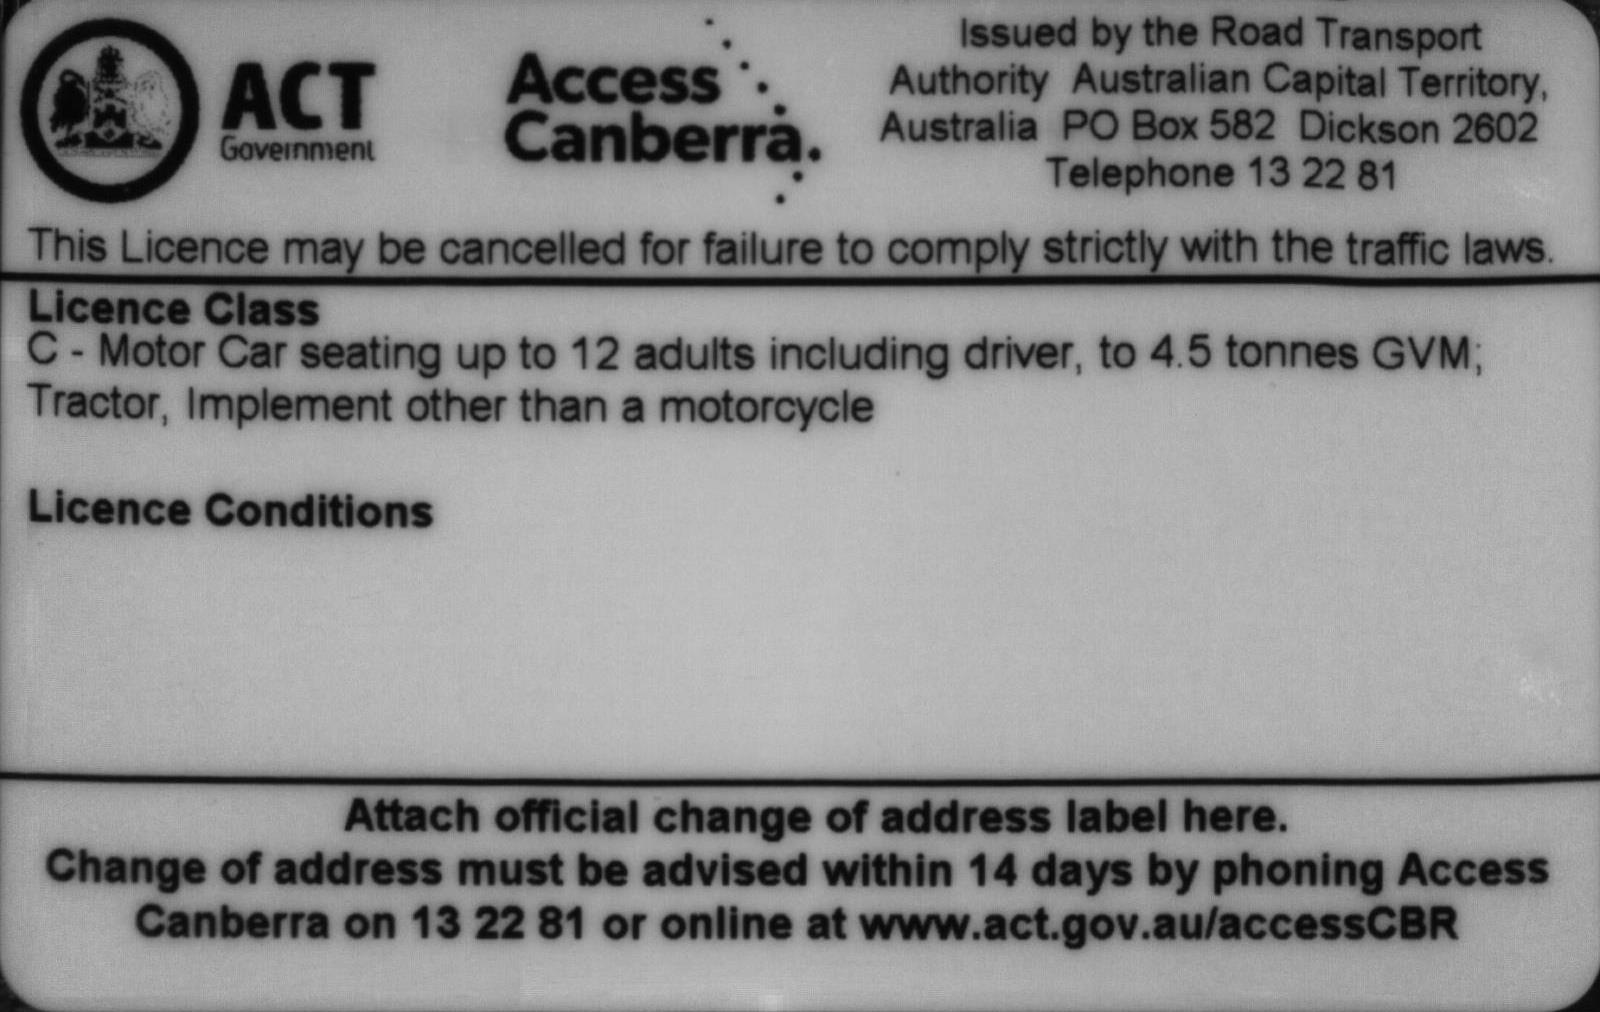 ACT
Government
Access
Canberra.
Issued by the Road Transport
Authority Australian Capital Territory,
Australia PO Box 582 Dickson 2602
Telephone 13 22 81
This Licence may be cancelled for failure to comply strictly with the traffic laws.
Licence Class
C - Motor Car seating up to 12 adults including driver, to 4.5 tonnes GVM;
Tractor, Implement other than a motorcycle
Licence Conditions
Attach official change of address label here.
Change of address must be advised within 14 days by phoning Access
Canberra on 13 22 81 or online at www.act.gov.au/accessCBR